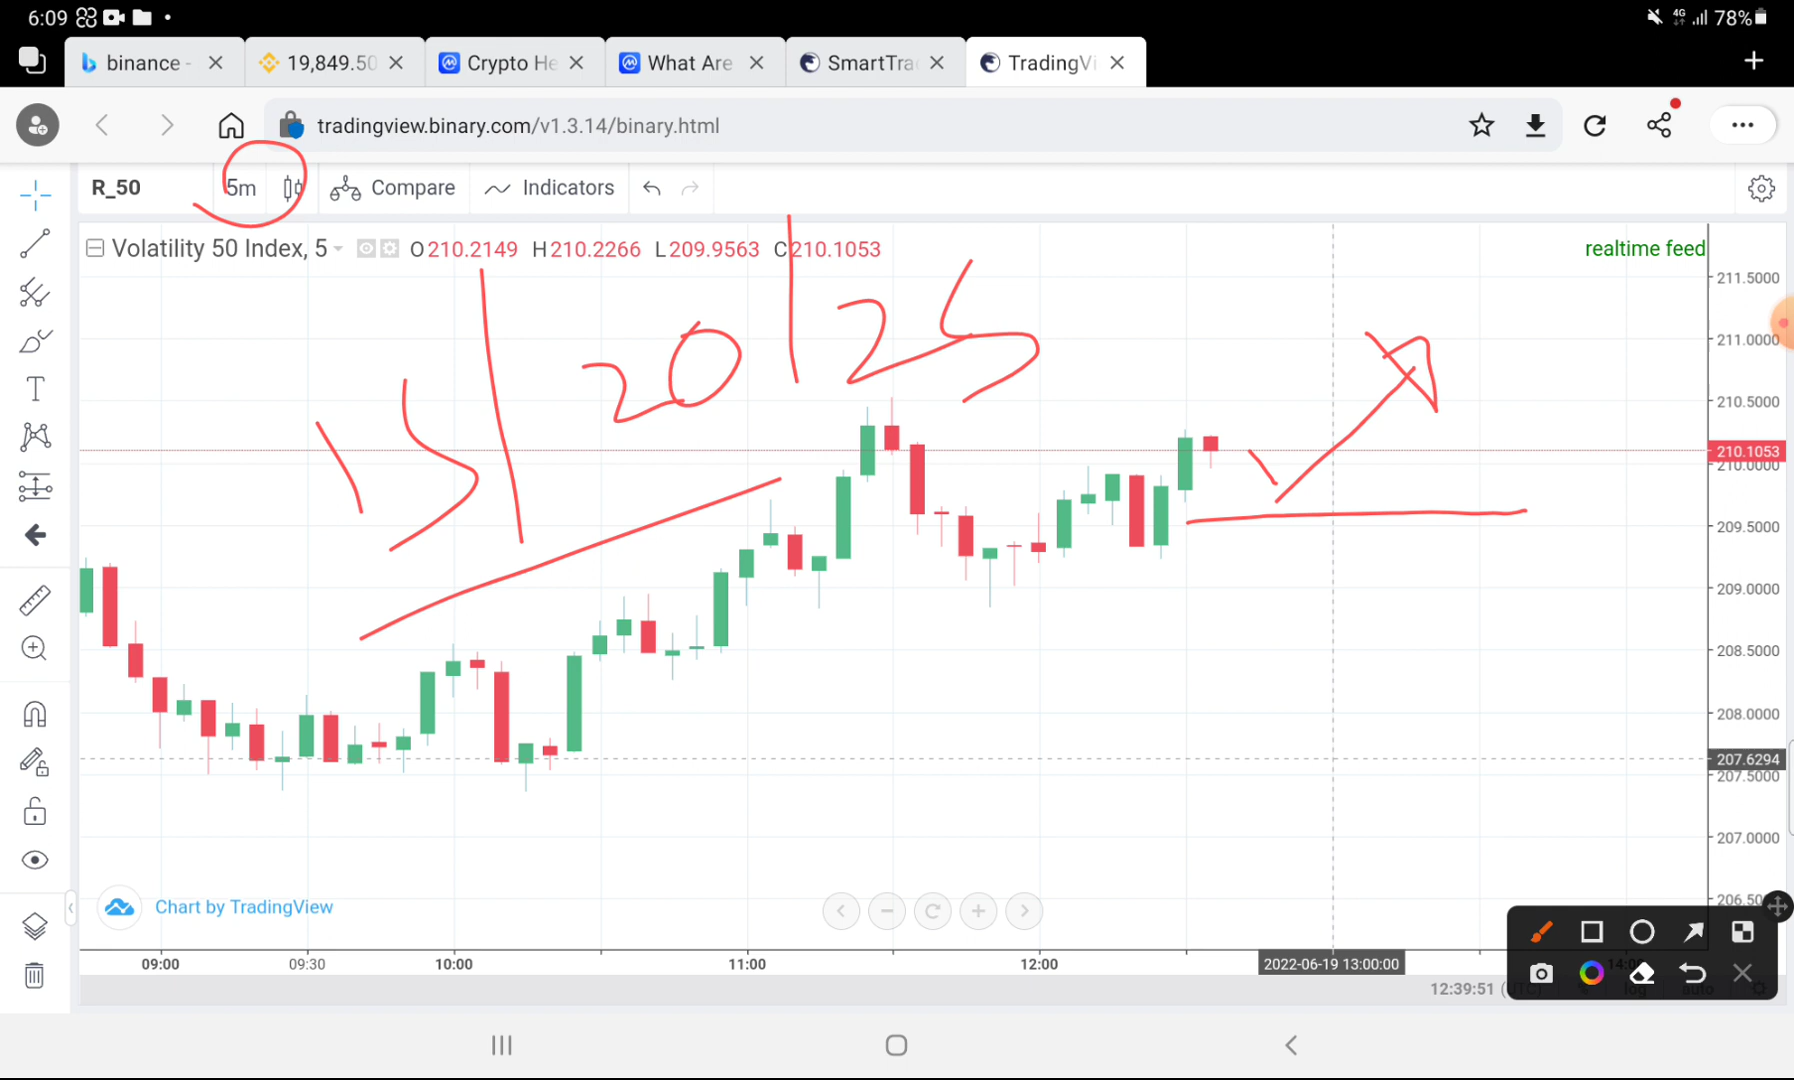 6:09
4G 78%
binance -
19,849.50
Crypto He
What Are
SmartTra
TradingVi
tradingview.binary.com/v1.3.14/binary.html
R_50 5m Compare Indicators
Volatility 50 Index, 5 O210.2149 H210.2266 L209.9563 C210.1053
realtime feed
15 | 20 | 25
211.5000
211.0000
210.5000
210.1053
210.0000
209.5000
209.0000
208.5000
208.0000
207.6294
207.5000
207.0000
206.50
Chart by TradingView
09:00 09:30 10:00 11:00 12:00 2022-06-19 13:00:00
12:39:51